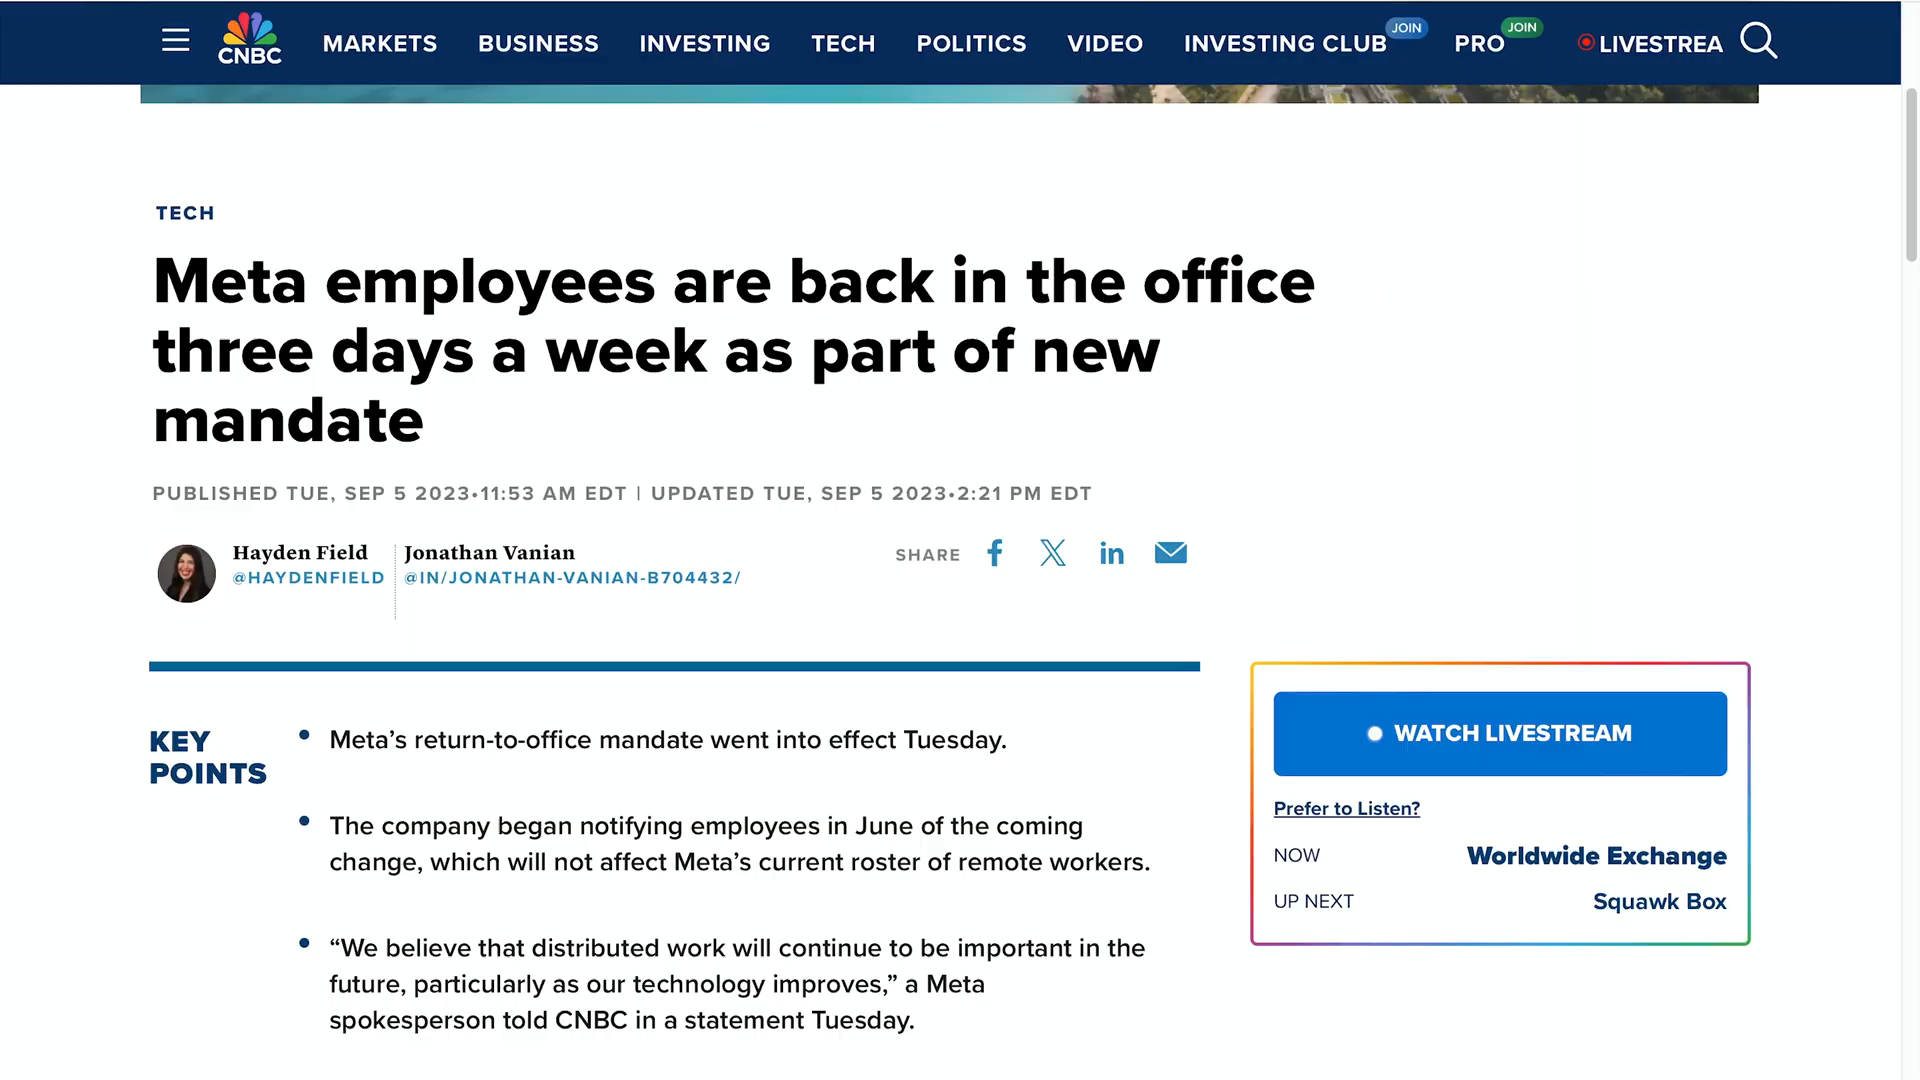 CNBC
MARKETS
BUSINESS
INVESTING
TECH
POLITICS
VIDEO
INVESTING CLUB
JOIN
PRO
JOIN
LIVESTREA
TECH
Meta employees are back in the office
three days a week as part of new
mandate
PUBLISHED TUE, SEP 5 2023•11:53 AM EDT | UPDATED TUE, SEP 5 2023•2:21 PM EDT
Hayden Field
@HAYDENFIELD
Jonathan Vanian
@IN/JONATHAN-VANIAN-B704432/
SHARE
KEY
POINTS
• Meta’s return-to-office mandate went into effect Tuesday.
• The company began notifying employees in June of the coming
change, which will not affect Meta’s current roster of remote workers.
• “We believe that distributed work will continue to be important in the
future, particularly as our technology improves,” a Meta
spokesperson told CNBC in a statement Tuesday.
WATCH LIVESTREAM
Prefer to Listen?
NOW
Worldwide Exchange
UP NEXT
Squawk Box